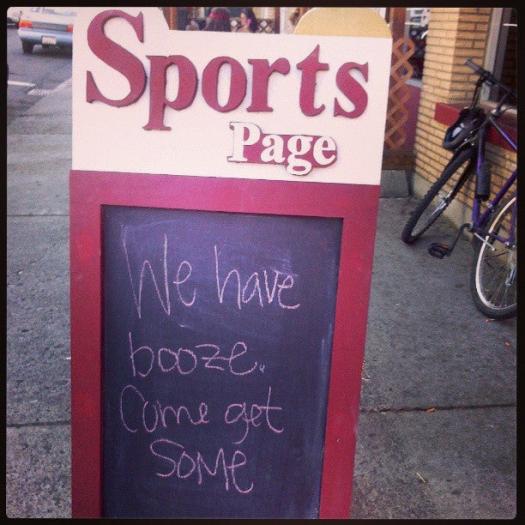 Sports
Page
We have
booze.
Come get
SOME